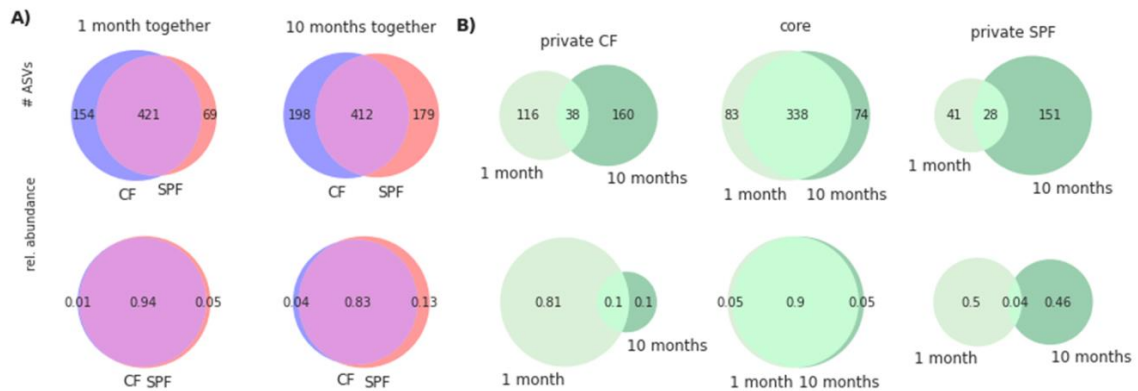 A)
1 month together
10 months together
B)
private CF
core
private SPF
# ASVs
154
421
69
198
412
179
116
38
160
83
338
74
41
28
151
CF
SPF
CF
SPF
1 month
10 months
1 month
10 months
1 month
10 months
rel. abundance
0.01
0.94
0.05
0.04
0.83
0.13
0.81
0.1
0.1
0.05
0.9
0.05
0.5
0.04
0.46
CF
SPF
CF
SPF
1 month
10 months
1 month
10 months
1 month
10 months